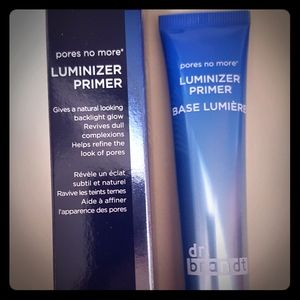 pores no more®
LUMINIZER
PRIMER
Gives a natural looking
backlight glow
Revives dull
complexions
Helps refine the
look of pores
Révèle un éclat
subtil et naturel
Ravive les teints ternes
Aide à affiner
l'apparence des pores
pores no more®
LUMINIZER
PRIMER
BASE LUMIÈRE
dr.
brandt